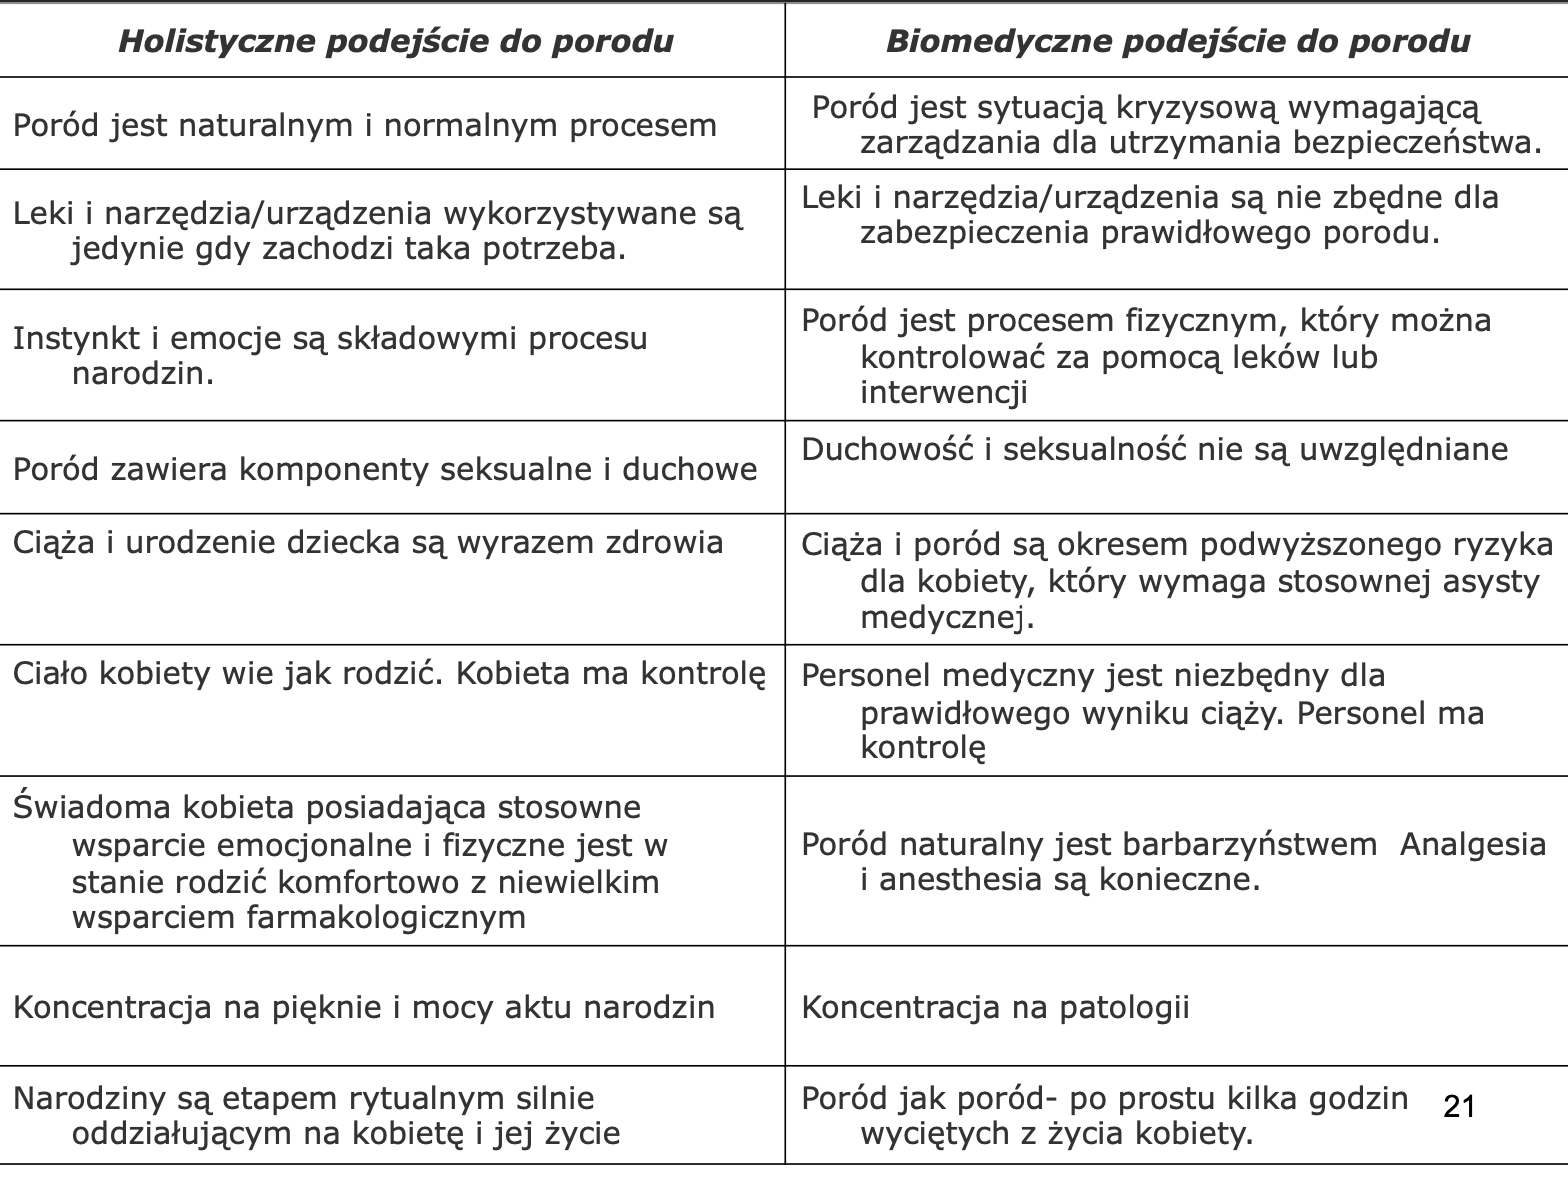 Holistyczne podejście do porodu
Biomedyczne podejście do porodu
Poród jest naturalnym i normalnym procesem
Poród jest sytuacją kryzysową wymagającą
zarządzania dla utrzymania bezpieczeństwa.
Leki i narzędzia/urządzenia wykorzystywane są
jedynie gdy zachodzi taka potrzeba.
Leki i narzędzia/urządzenia są nie zbędne dla
zabezpieczenia prawidłowego porodu.
Instynkt i emocje są składowymi procesu
narodzin.
Poród jest procesem fizycznym, który można
kontrolować za pomocą leków lub
interwencji
Poród zawiera komponenty seksualne i duchowe
Duchowość i seksualność nie są uwzględniane
Ciąża i urodzenie dziecka są wyrazem zdrowia
Ciąża i poród są okresem podwyższonego ryzyka
dla kobiety, który wymaga stosownej asysty
medycznej.
Ciało kobiety wie jak rodzić. Kobieta ma kontrolę
Personel medyczny jest niezbędny dla
prawidłowego wyniku ciąży. Personel ma
kontrolę
Świadoma kobieta posiadająca stosowne
wsparcie emocjonalne i fizyczne jest w
stanie rodzić komfortowo z niewielkim
wsparciem farmakologicznym
Poród naturalny jest barbarzyństwem  Analgesia
i anesthesia są konieczne.
Koncentracja na pięknie i mocy aktu narodzin
Koncentracja na patologii
Narodziny są etapem rytualnym silnie
oddziałującym na kobietę i jej życie
Poród jak poród- po prostu kilka godzin
wyciętych z życia kobiety.
21